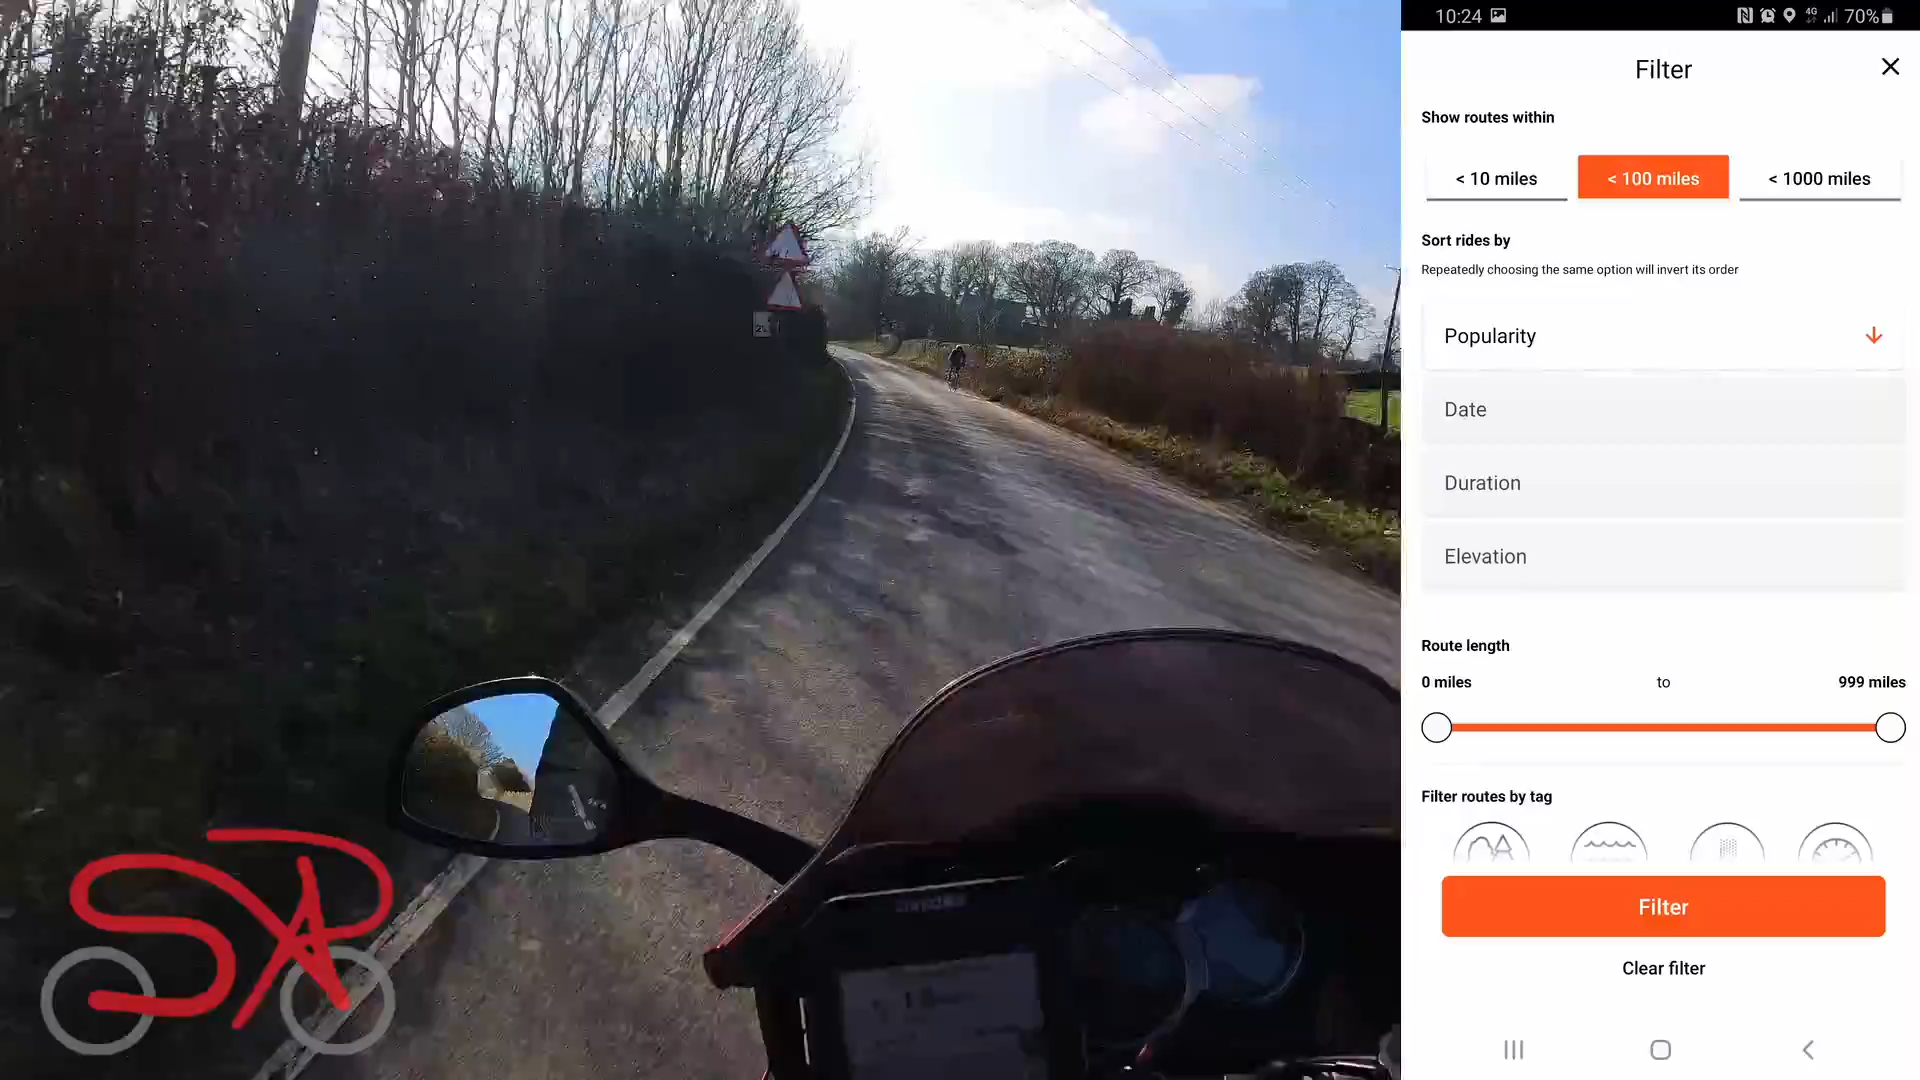 10:24
4G
70%
Filter
Show routes within
< 10 miles
< 100 miles
< 1000 miles
Sort rides by
Repeatedly choosing the same option will invert its order
Popularity
Date
Duration
Elevation
Route length
0 miles
to
999 miles
Filter routes by tag
Filter
Clear filter